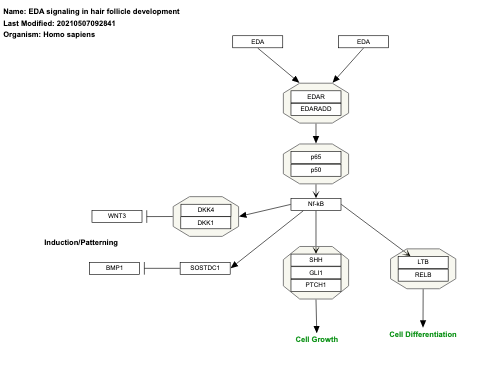 Name: EDA signaling in hair follicle development
Last Modified: 20210507092841
Organism: Homo sapiens
EDA
EDA
EDAR
EDARADD
p65
p50
Nf-kB
DKK4
WNT3
DKK1
Induction/Patterning
BMP1
SOSTDC1
SHH
GLI1
PTCH1
LTB
RELB
Cell Growth
Cell Differentiation